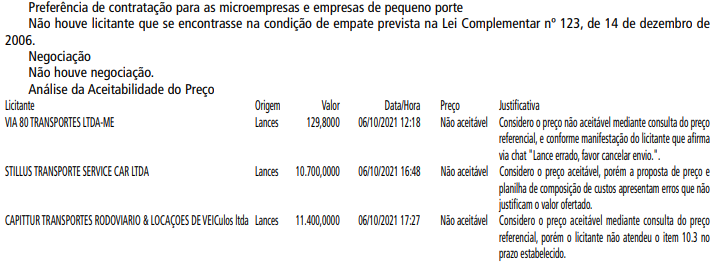 Preferência de contratação para as microempresas e empresas de pequeno porte
Não houve licitante que se encontrasse na condição de empate prevista na Lei Complementar nº 123, de 14 de dezembro de
2006.
Negociação
Não houve negociação.
Análise da Aceitabilidade do Preço
Licitante Origem Valor Data/Hora Preço Justificativa
VIA 80 TRANSPORTES LTDA-ME Lances 129,8000 06/10/2021 12:18 Não aceitável Considero o preço não aceitável mediante consulta do preço
referencial, e conforme manifestação do licitante que afirma
via chat "Lance errado, favor cancelar envio.".
STILLUS TRANSPORTE SERVICE CAR LTDA Lances 10.700,0000 06/10/2021 16:48 Não aceitável Considero o preço aceitável, porém a proposta de preço e
planilha de composição de custos apresentam erros que não
justificam o valor ofertado.
CAPITTUR TRANSPORTES RODOVIARIO & LOCAÇOES DE VEICulos ltda Lances 11.400,0000 06/10/2021 17:27 Não aceitável Considero o preço aceitável mediante consulta do preço
referencial, porém o licitante não atendeu o item 10.3 no
prazo estabelecido.